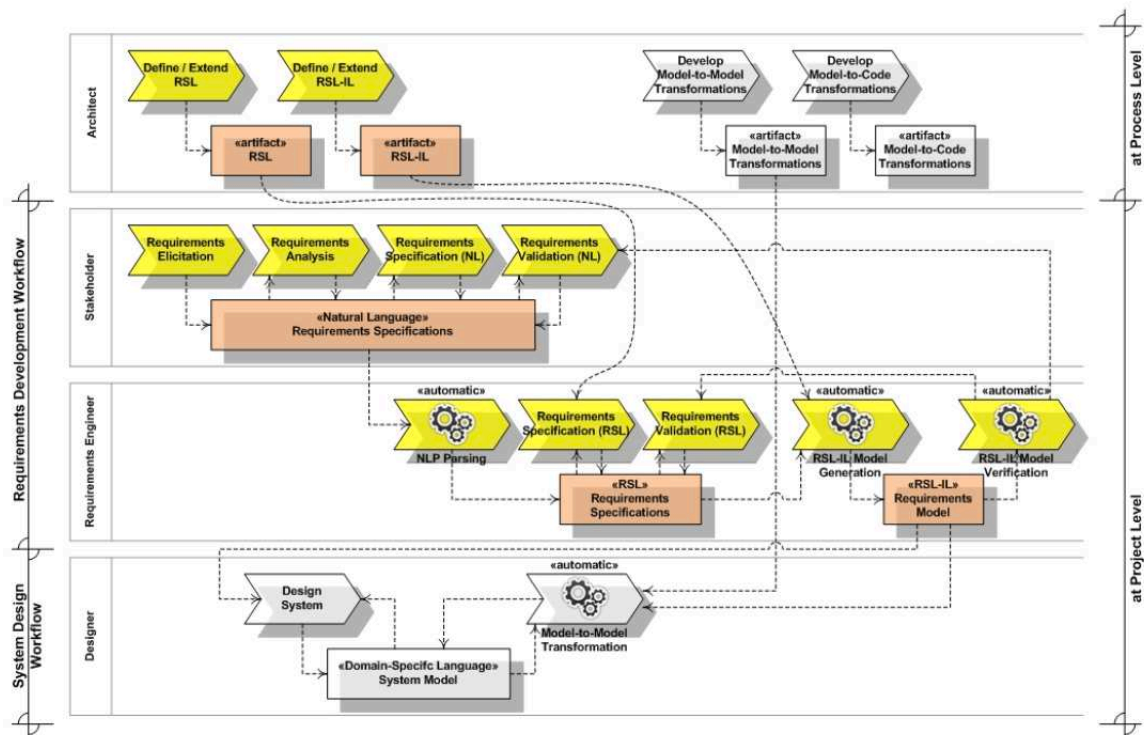 Define / Extend
RSL
Define / Extend
RSL-IL
Develop
Model-to-Model
Transformations
Develop
Model-to-Code
Transformations
«artifact»
RSL
«artifact»
RSL-IL
«artifact»
Model-to-Model
Transformations
«artifact»
Model-to-Code
Transformations
Architect
at Process Level
Requirements Development Workflow
Stakeholder
Requirements
Elicitation
Requirements
Analysis
Requirements
Specification (NL)
Requirements
Validation (NL)
«Natural Language»
Requirements Specifications
Requirements Engineer
«automatic»
NLP Parsing
Requirements
Specification (RSL)
Requirements
Validation (RSL)
«automatic»
RSL-IL Model
Generation
«automatic»
RSL-IL Model
Verification
«RSL»
Requirements
Specifications
«RSL-IL»
Requirements
Model
at Project Level
System Design
Workflow
Designer
Design
System
«automatic»
Model-to-Model
Transformation
«Domain-Specifc Language»
System Model